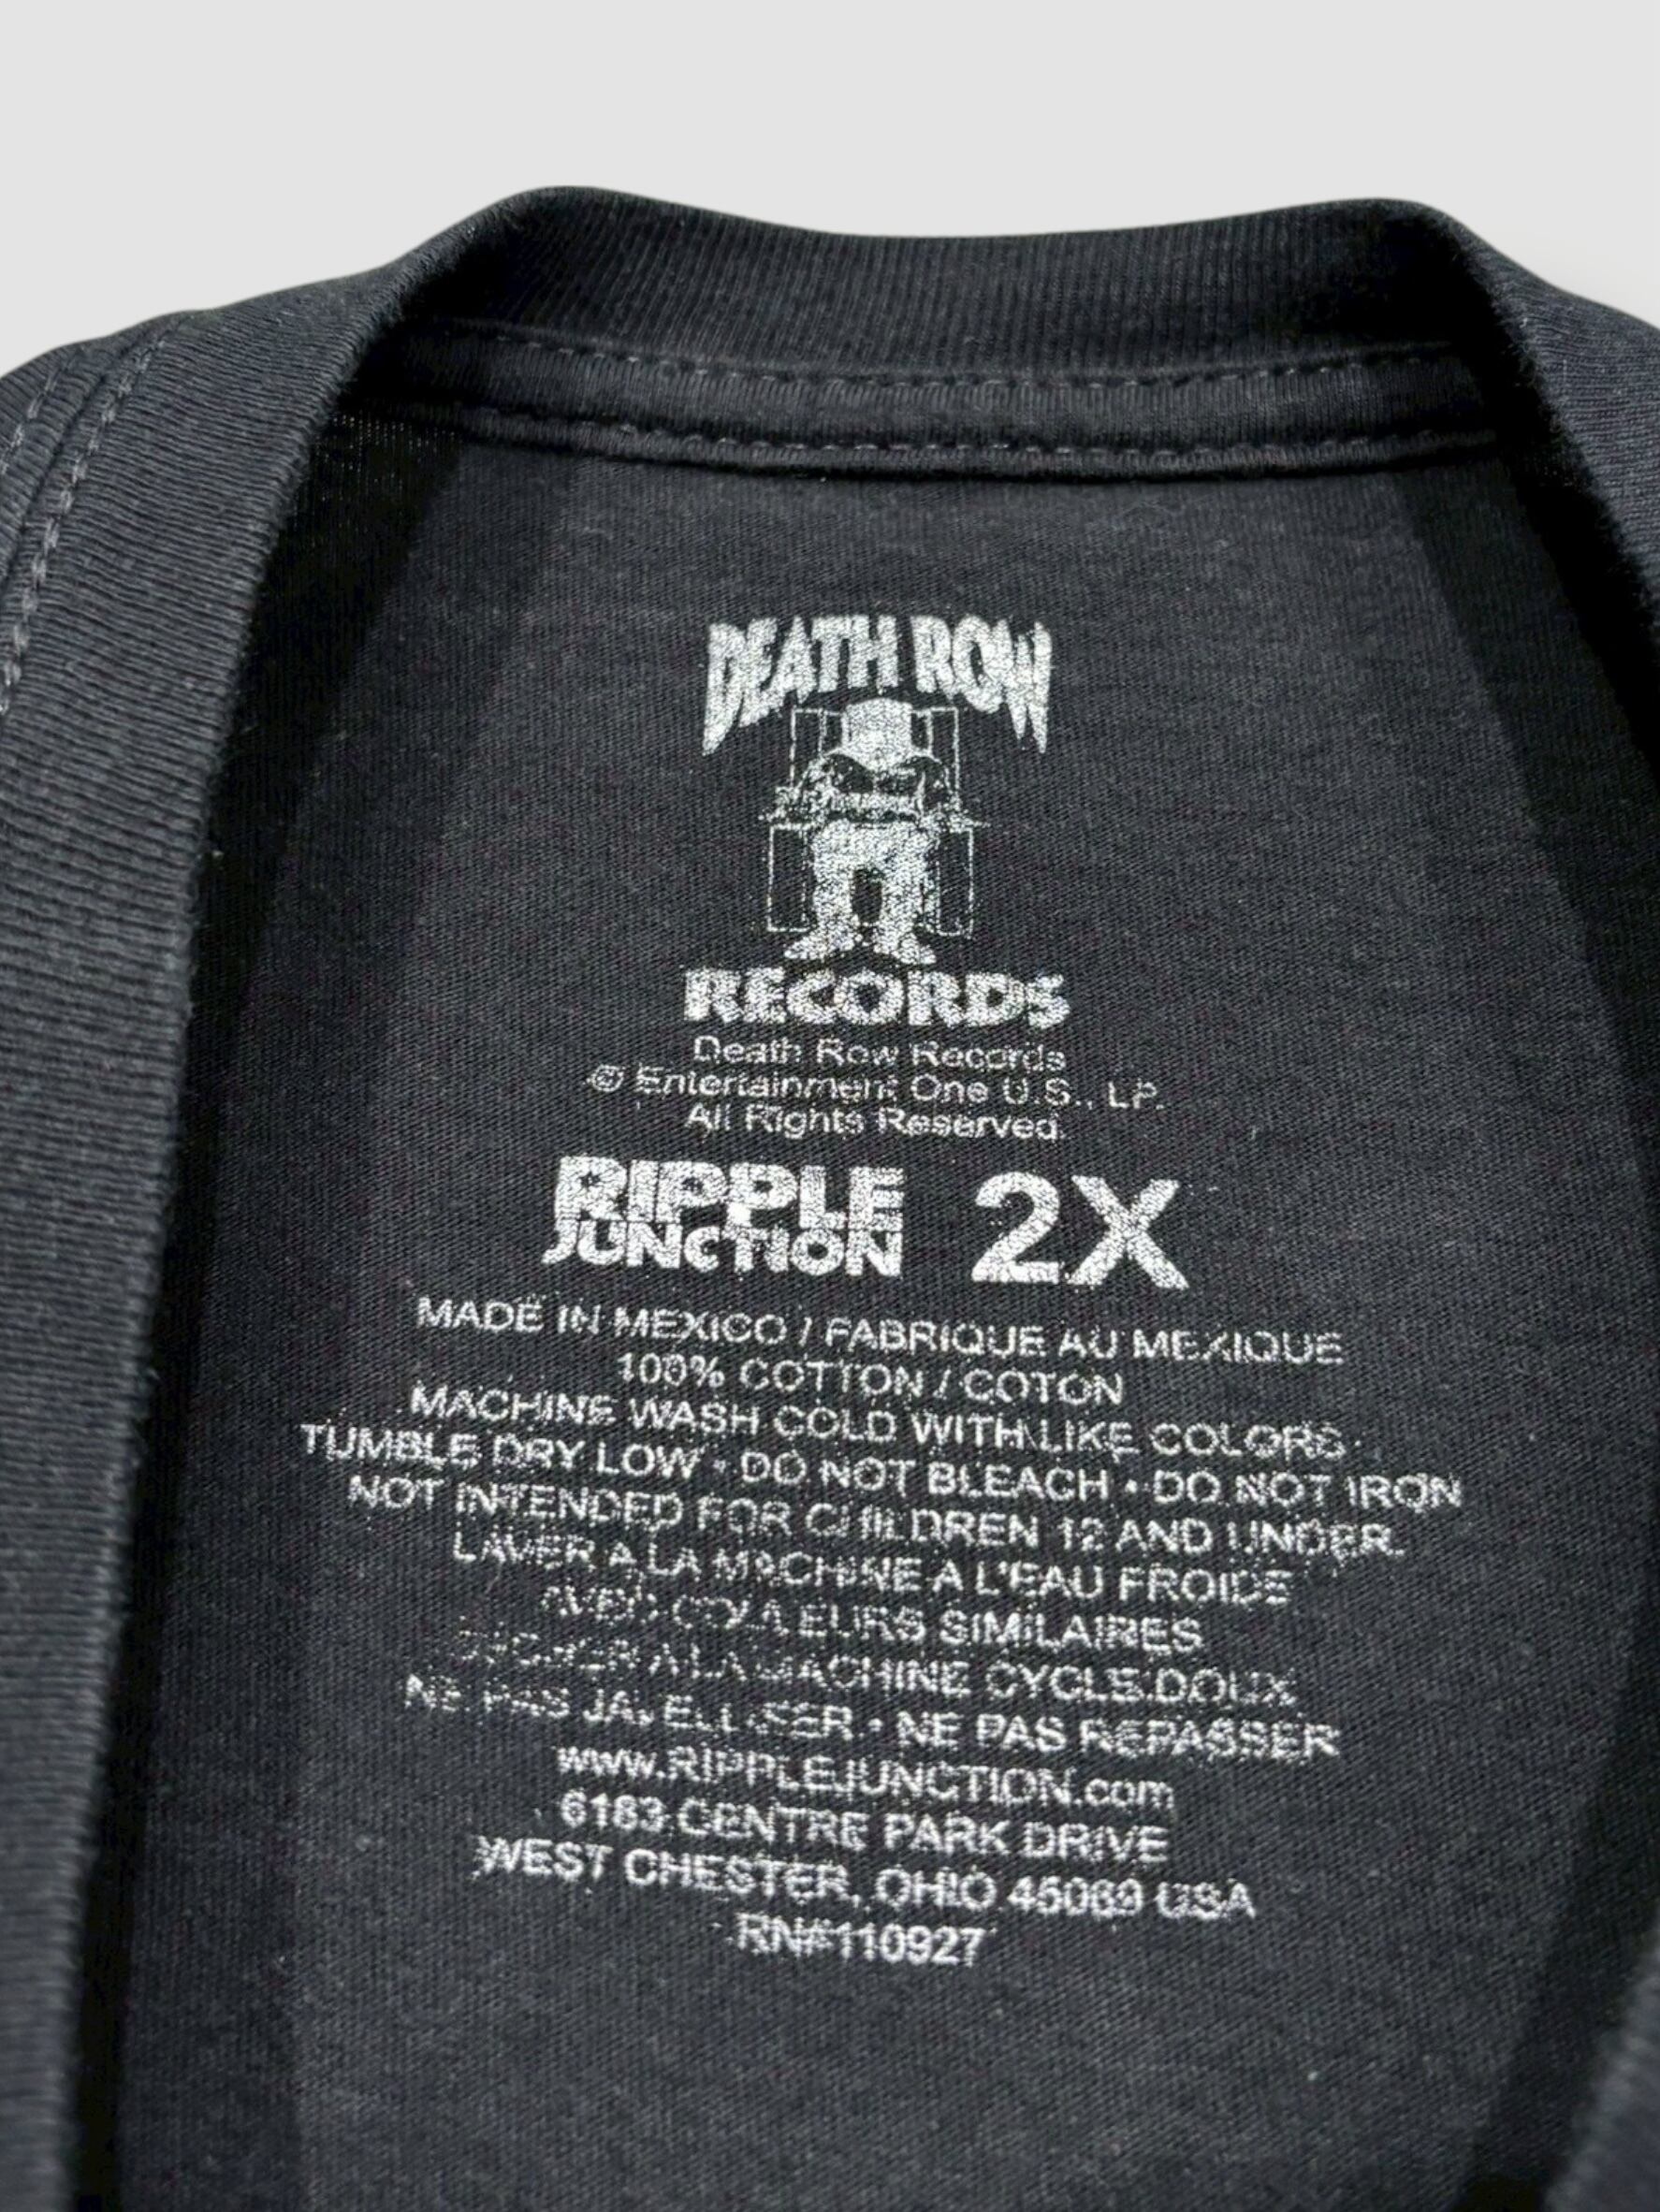 DEATH ROW
RECORDS
Death Row Records
© Entertainment One U.S., LP.
All Rights Reserved.
RIPPLE
JUNCTION
2X
MADE IN MEXICO / FABRIQUE AU MEXIQUE
100% COTTON / COTON
MACHINE WASH COLD WITH LIKE COLORS
TUMBLE DRY LOW • DO NOT BLEACH • DO NOT IRON
NOT INTENDED FOR CHILDREN 12 AND UNDER.
LAVER A LA MACHINE A L'EAU FROIDE
AVEC COULEURS SIMILAIRES
A LA MACHINE CYCLE DOUX
NE PAS JAVELLISER • NE PAS REPASSER
www.RIPPLEJUNCTION.com
6183 CENTRE PARK DRIVE
WEST CHESTER, OHIO 45069 USA
RN#110927